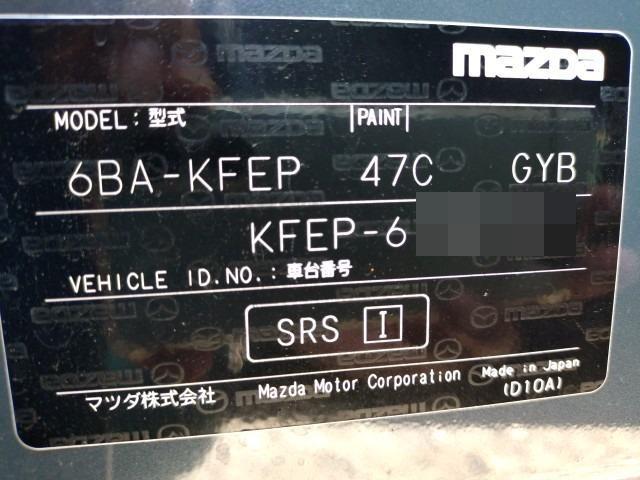 mazda
MODEL: 型式 PAINT
6BA-KFEP 47C GYB
KFEP-6
VEHICLE ID.NO.: 車台番号
SRS I
マツダ株式会社 Mazda Motor Corporation Made in Japan
(D10A)